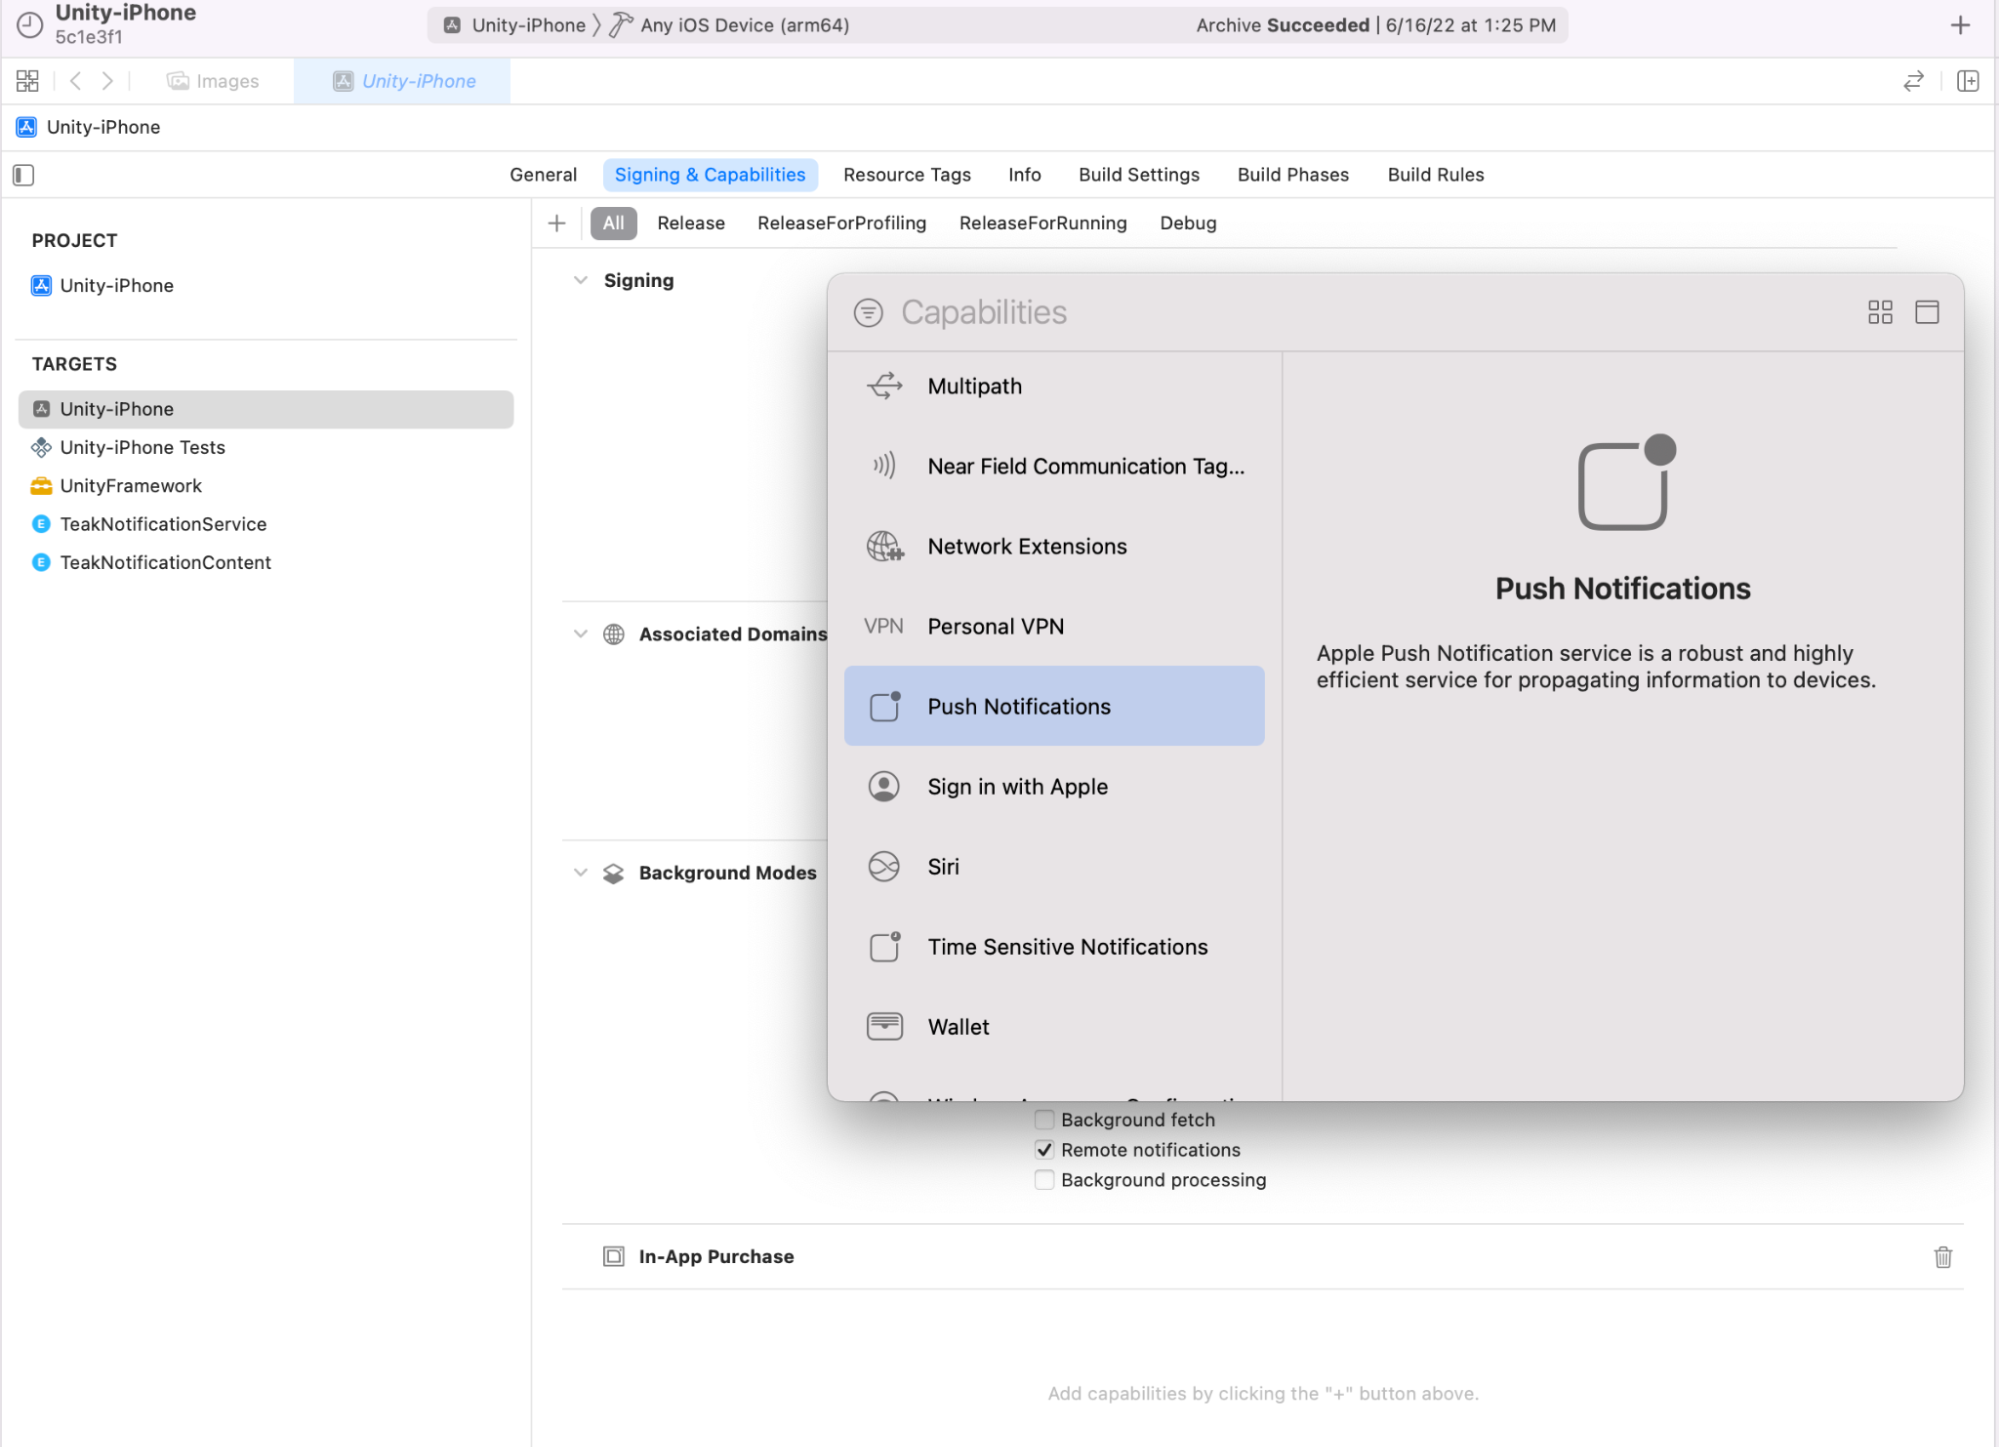 Unity-iPhone
5c1e3f1
Unity-iPhone 〉 Any iOS Device (arm64)
Archive Succeeded | 6/16/22 at 1:25 PM
Images
Unity-iPhone
Unity-iPhone
General Signing & Capabilities Resource Tags Info Build Settings Build Phases Build Rules
All Release ReleaseForProfiling ReleaseForRunning Debug
PROJECT
Unity-iPhone
TARGETS
Unity-iPhone
Unity-iPhone Tests
UnityFramework
TeakNotificationService
TeakNotificationContent
Signing
Associated Domains
Background Modes
Capabilities
Multipath
Near Field Communication Tag...
Network Extensions
VPN Personal VPN
Push Notifications
Sign in with Apple
Siri
Time Sensitive Notifications
Wallet
Push Notifications
Apple Push Notification service is a robust and highly
efficient service for propagating information to devices.
Background fetch
Remote notifications
Background processing
In-App Purchase
Add capabilities by clicking the "+" button above.